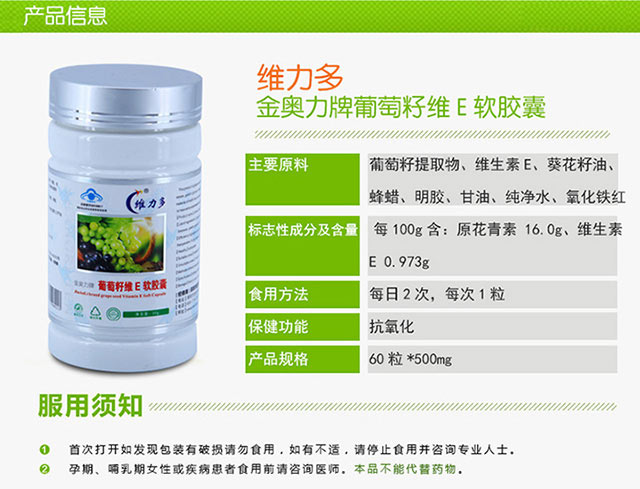 产品信息
维力多
金奥力牌葡萄籽维 E 软胶囊
主要原料
葡萄籽提取物、维生素 E、葵花籽油、
蜂蜡、明胶、甘油、纯净水、氧化铁红
标志性成分及含量
每 100g 含：原花青素 16.0g、维生素
E 0.973g
食用方法
每日 2 次，每次 1 粒
保健功能
抗氧化
产品规格
60 粒 *500mg
维力多
金奥力牌 葡萄籽维 E 软胶囊
服用须知
1 首次打开如发现包装有破损请勿食用，如有不适，请停止食用并咨询专业人士。
2 孕期、哺乳期女性或疾病患者食用前请咨询医师。本品不能代替药物。